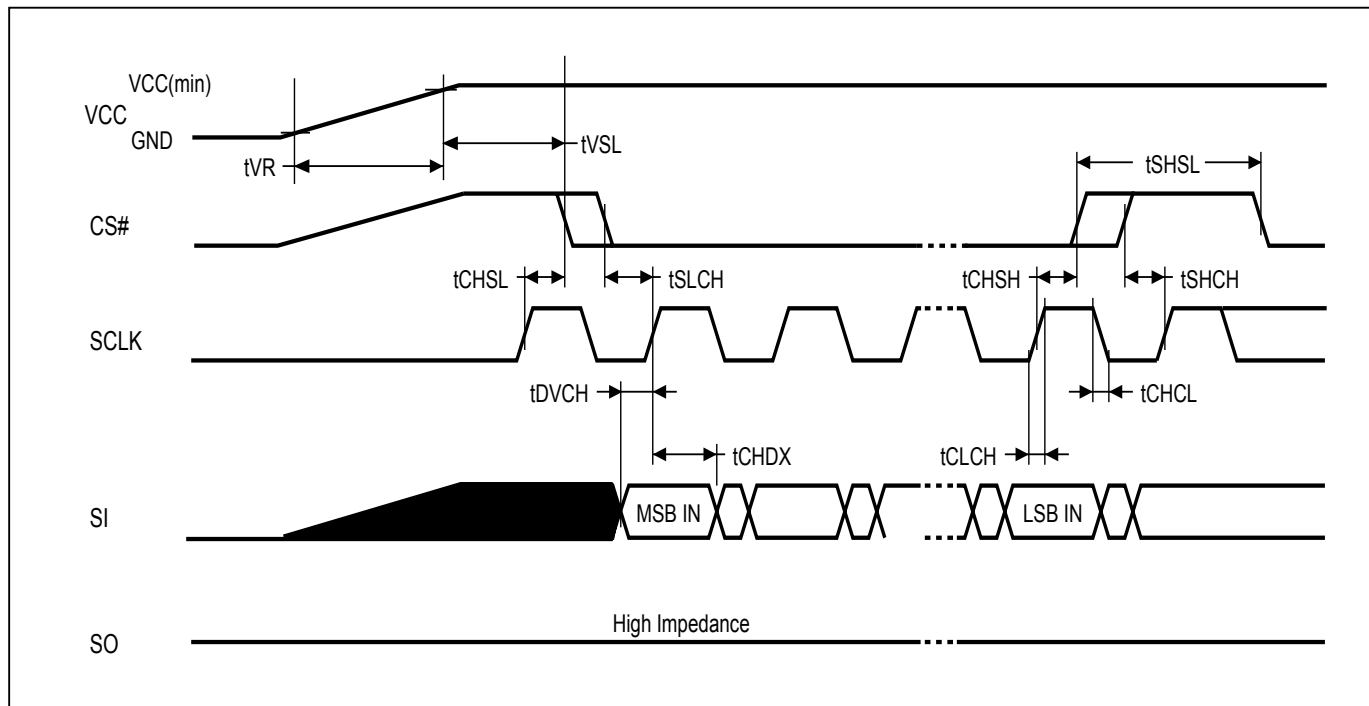 VCC(min)
VCC
GND
tVR
tVSL
tSHSL
CS#
tCHSL
tSLCH
tCHSH
tSHCH
SCLK
tDVCH
tCHCL
tCHDX
tCLCH
SI
MSB IN
LSB IN
High Impedance
SO